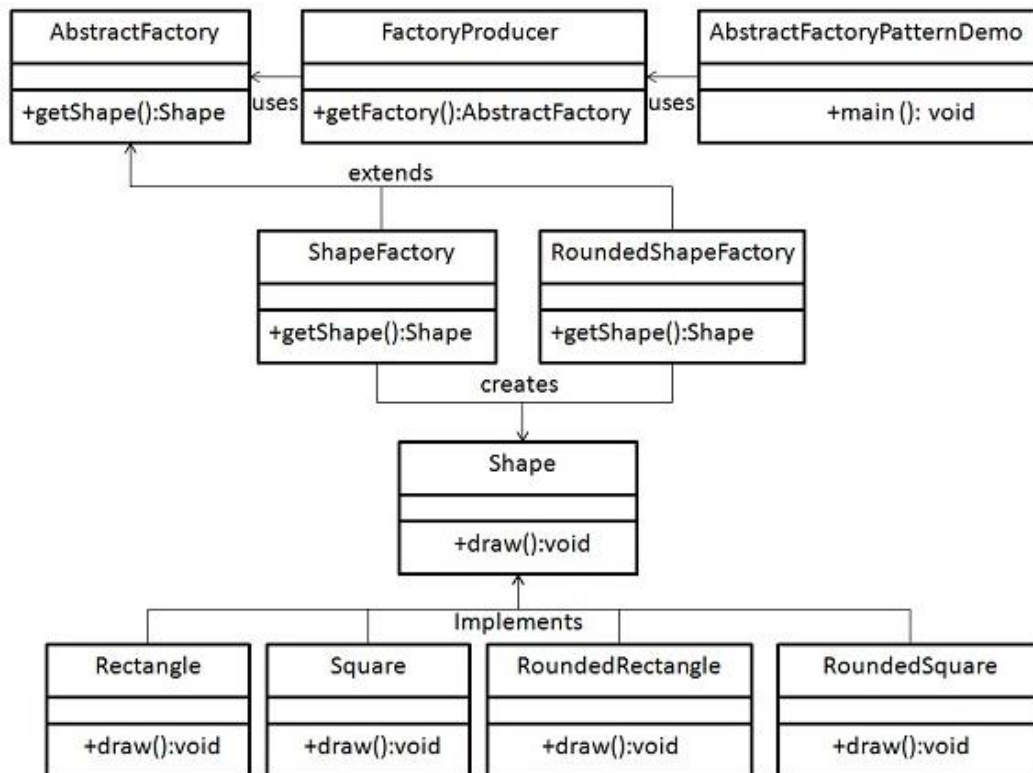 AbstractFactory
+getShape():Shape
uses
FactoryProducer
+getFactory():AbstractFactory
uses
AbstractFactoryPatternDemo
+main (): void
extends
ShapeFactory
+getShape():Shape
RoundedShapeFactory
+getShape():Shape
creates
Shape
+draw():void
Implements
Rectangle
+draw():void
Square
+draw():void
RoundedRectangle
+draw():void
RoundedSquare
+draw():void